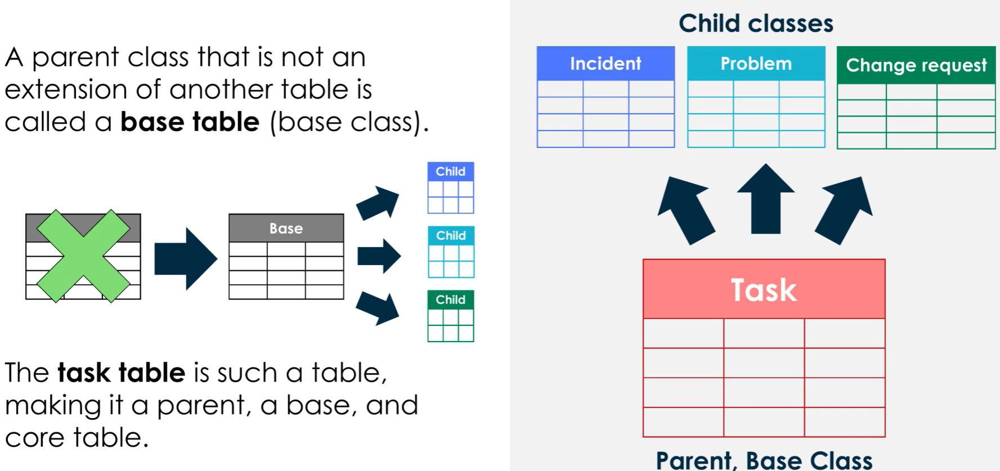 A parent class that is not an
extension of another table is
called a base table (base class).
Base
Child
Child
Child
The task table is such a table,
making it a parent, a base, and
core table.
Child classes
Incident
Problem
Change request
Task
Parent, Base Class